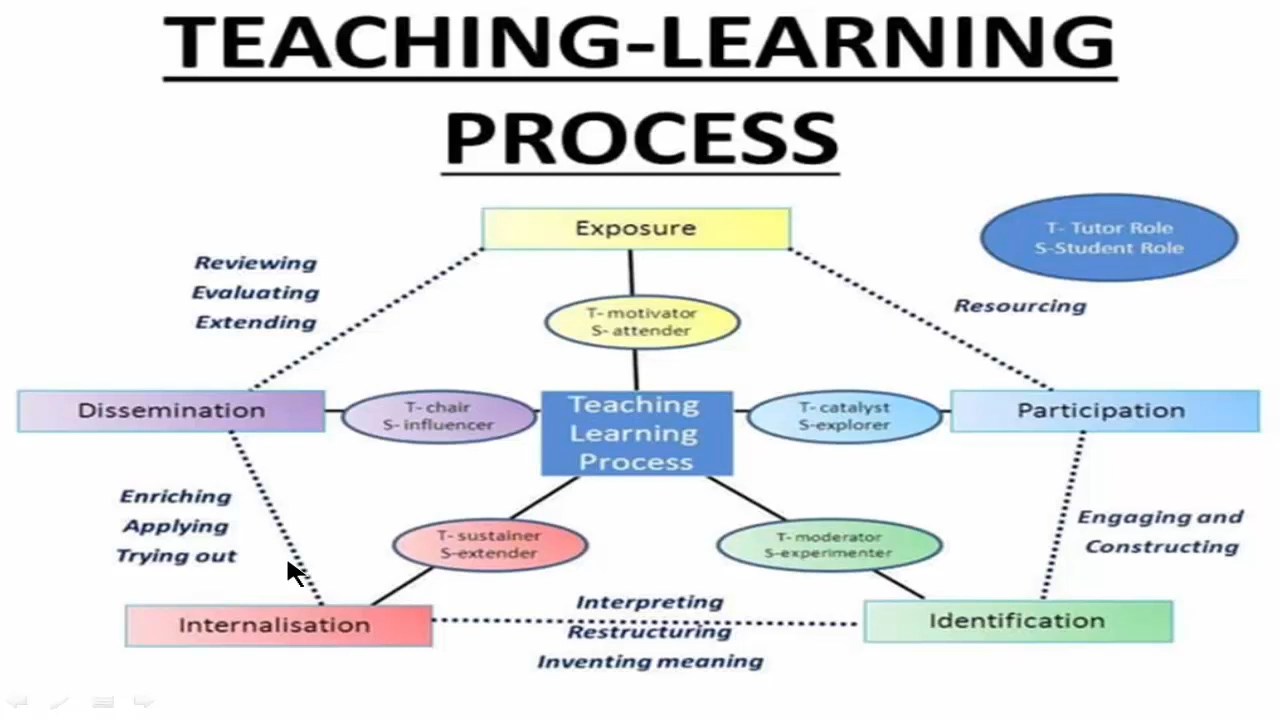 TEACHING-LEARNING
PROCESS
Exposure
T- Tutor Role
S-Student Role
Reviewing
Evaluating
Extending
Resourcing
T- motivator
S- attender
Dissemination
T- chair
S- influencer
Teaching
Learning
Process
T- catalyst
S-explorer
Participation
Enriching
Applying
Trying out
T- sustainer
S-extender
T- moderator
S-experimenter
Engaging and
Constructing
Internalisation
Interpreting
Restructuring
Inventing meaning
Identification